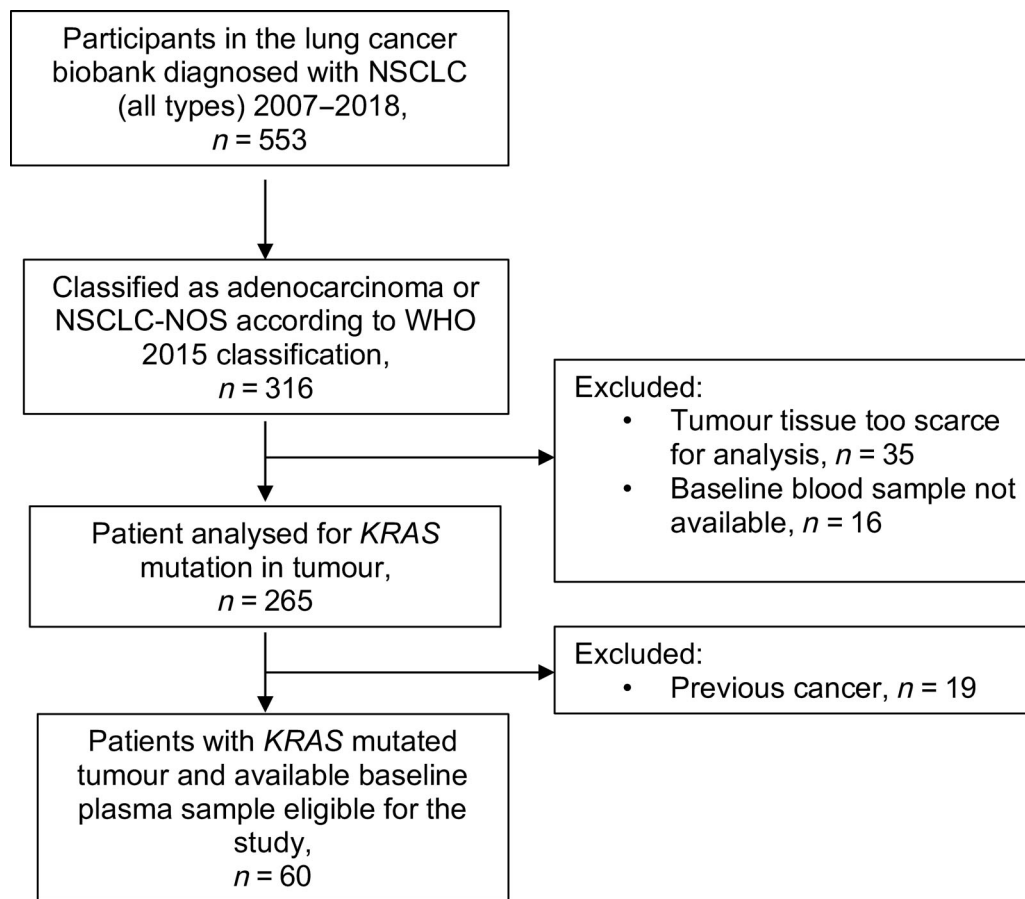 Participants in the lung cancer
biobank diagnosed with NSCLC
(all types) 2007–2018,
n = 553
Classified as adenocarcinoma or
NSCLC-NOS according to WHO
2015 classification,
n = 316
Excluded:
• Tumour tissue too scarce
for analysis, n = 35
• Baseline blood sample not
available, n = 16
Patient analysed for KRAS
mutation in tumour,
n = 265
Excluded:
• Previous cancer, n = 19
Patients with KRAS mutated
tumour and available baseline
plasma sample eligible for the
study,
n = 60